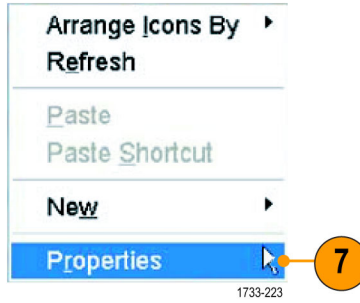 Arrange Icons By
Refresh
Paste
Paste Shortcut
New
Properties
7
1733-223